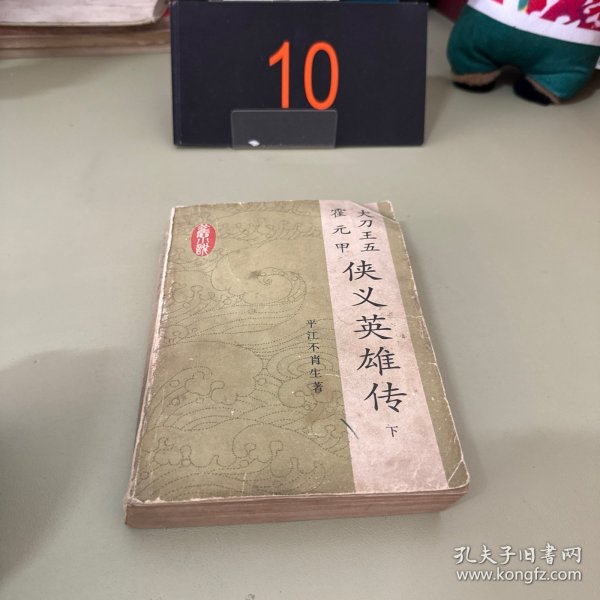 10
大刀王五
霍元甲
侠义英雄传
下
平江不肖生著
孔夫子旧书网
www.kongfz.com